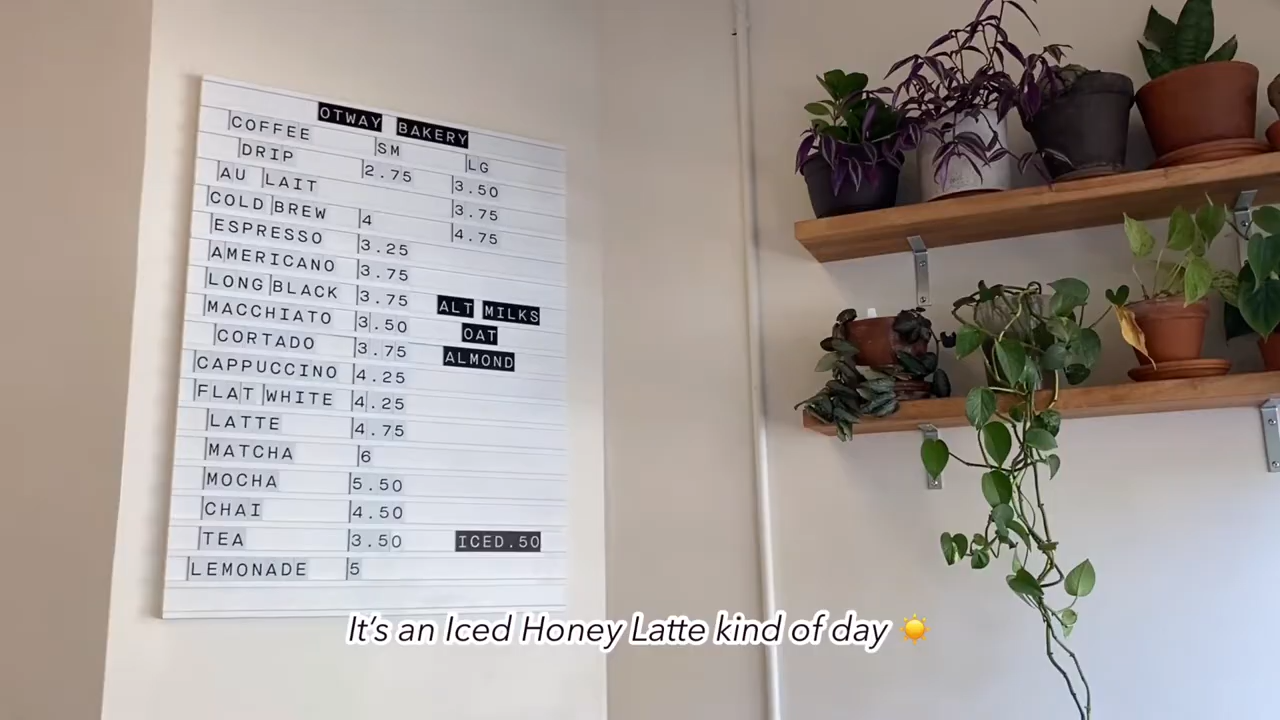 OTWAY BAKERY
COFFEE SM LG
DRIP 2.75 3.50
AU LAIT 3.75
COLD BREW 4 4.75
ESPRESSO 3.25
AMERICANO 3.75
LONG BLACK 3.75 ALT MILKS
MACCHIATO 3.50 OAT
CORTADO 3.75 ALMOND
CAPPUCCINO 4.25
FLAT WHITE 4.25
LATTE 4.75
MATCHA 6
MOCHA 5.50
CHAI 4.50
TEA 3.50 ICED.50
LEMONADE 5
It's an Iced Honey Latte kind of day ☀️